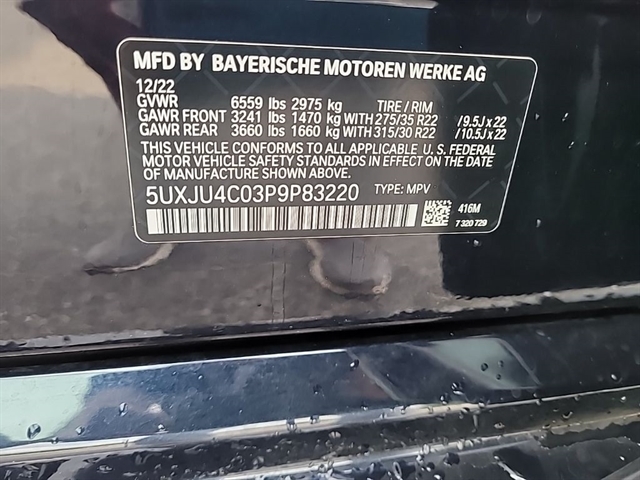 MFD BY BAYERISCHE MOTOREN WERKE AG
12/22
GVWR 6559 lbs 2975 kg TIRE / RIM
GAWR FRONT 3241 lbs 1470 kg WITH 275/35 R22 /9.5J x 22
GAWR REAR 3660 lbs 1660 kg WITH 315/30 R22 /10.5J x 22
THIS VEHICLE CONFORMS TO ALL APPLICABLE U.S. FEDERAL
MOTOR VEHICLE SAFETY STANDARDS IN EFFECT ON THE DATE
OF MANUFACTURE SHOWN ABOVE.
5UXJU4C03P9P83220 TYPE: MPV
416M
7 320 729